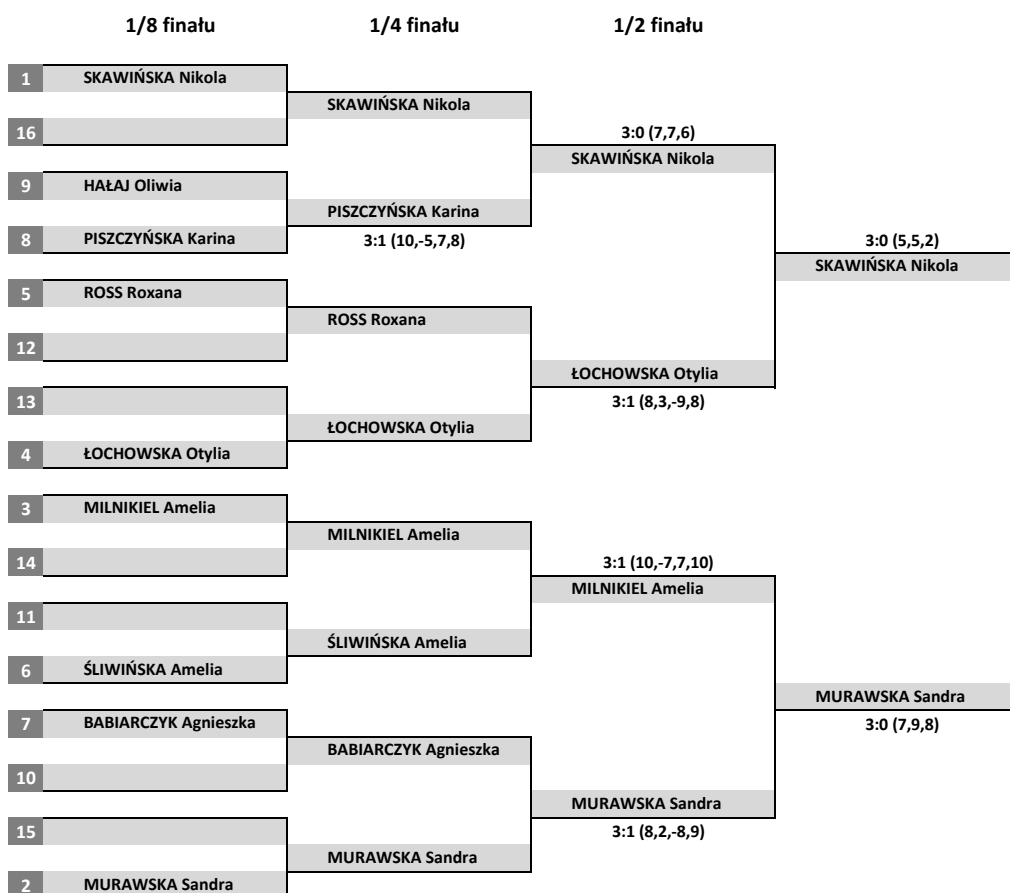 1/8 finału 1/4 finału 1/2 finału
1 SKAWIŃSKA Nikola
SKAWIŃSKA Nikola
16 3:0 (7,7,6)
SKAWIŃSKA Nikola
9 HAŁAJ Oliwia
PISZCZYŃSKA Karina
8 PISZCZYŃSKA Karina 3:1 (10,-5,7,8) 3:0 (5,5,2)
SKAWIŃSKA Nikola
5 ROSS Roxana
ROSS Roxana
12
ŁOCHOWSKA Otylia
13 3:1 (8,3,-9,8)
ŁOCHOWSKA Otylia
4 ŁOCHOWSKA Otylia
3 MILNIKIEL Amelia
MILNIKIEL Amelia
14 3:1 (10,-7,7,10)
MILNIKIEL Amelia
11
ŚLIWIŃSKA Amelia
6 ŚLIWIŃSKA Amelia
MURAWSKA Sandra
7 BABIARCZYK Agnieszka 3:0 (7,9,8)
BABIARCZYK Agnieszka
10
MURAWSKA Sandra
15 3:1 (8,2,-8,9)
MURAWSKA Sandra
2 MURAWSKA Sandra